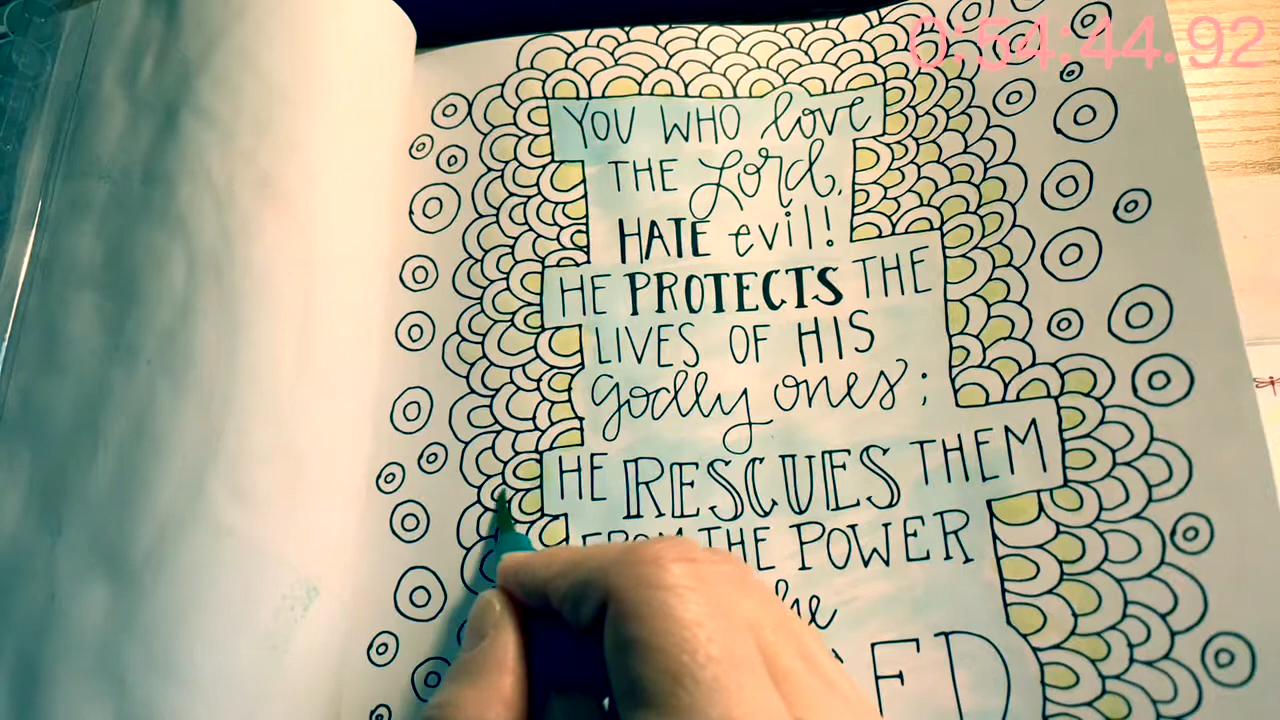 0:54:44.92
YOU WHO love
THE Lord,
HATE evil!
HE PROTECTS THE
LIVES OF HIS
godly ones;
HE RESCUES THEM
FROM THE POWER